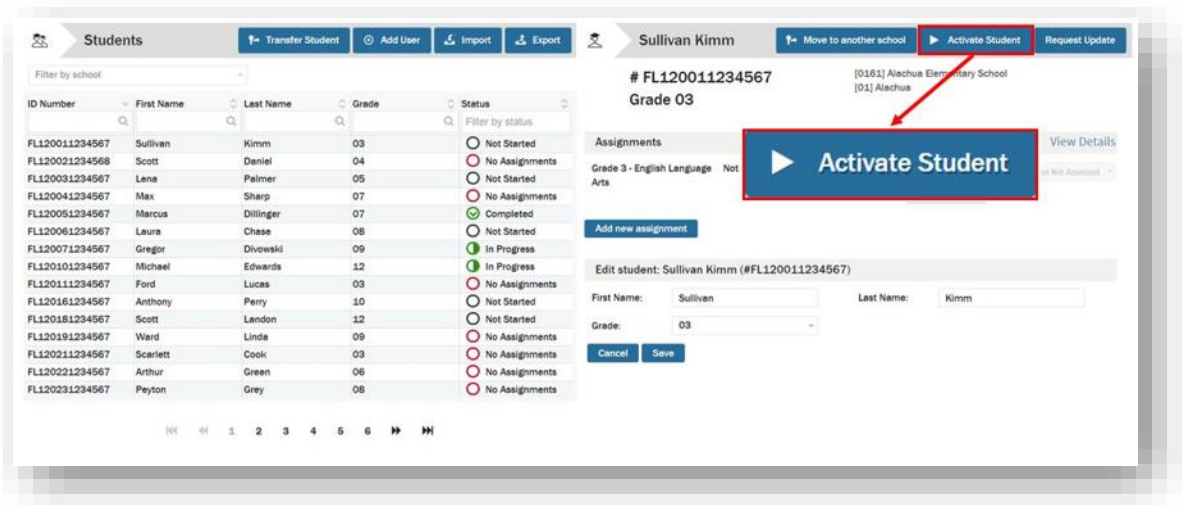 Students
Transfer Student
Add User
Import
Export
Filter by school
ID Number First Name Last Name Grade Status
Filter by status
FL120011234567 Sullivan Kimm 03 Not Started
FL120021234568 Scott Daniel 04 No Assignments
FL120031234567 Lena Palmer 05 Not Started
FL120041234567 Max Sharp 07 No Assignments
FL120051234567 Marcus Dillinger 07 Completed
FL120061234567 Laura Chase 08 Not Started
FL120071234567 Gregor Divowski 09 In Progress
FL120101234567 Michael Edwards 12 In Progress
FL120111234567 Ford Lucas 03 No Assignments
FL120161234567 Anthony Perry 10 Not Started
FL120181234567 Scott Landon 12 Not Started
FL120191234567 Ward Linda 09 No Assignments
FL120211234567 Scarlett Cook 03 No Assignments
FL120221234567 Arthur Green 06 No Assignments
FL120231234567 Peyton Grey 08 No Assignments
1 2 3 4 5 6
Sullivan Kimm
Move to another school
Activate Student
Request Update
# FL120011234567
Grade 03
[0161] Alachua Elementary School
[01] Alachua
Assignments
View Details
Activate Student
Grade 3 - English Language Not
Arts
Add new assignment
Edit student: Sullivan Kimm (#FL120011234567)
First Name: Sullivan Last Name: Kimm
Grade: 03
Cancel Save